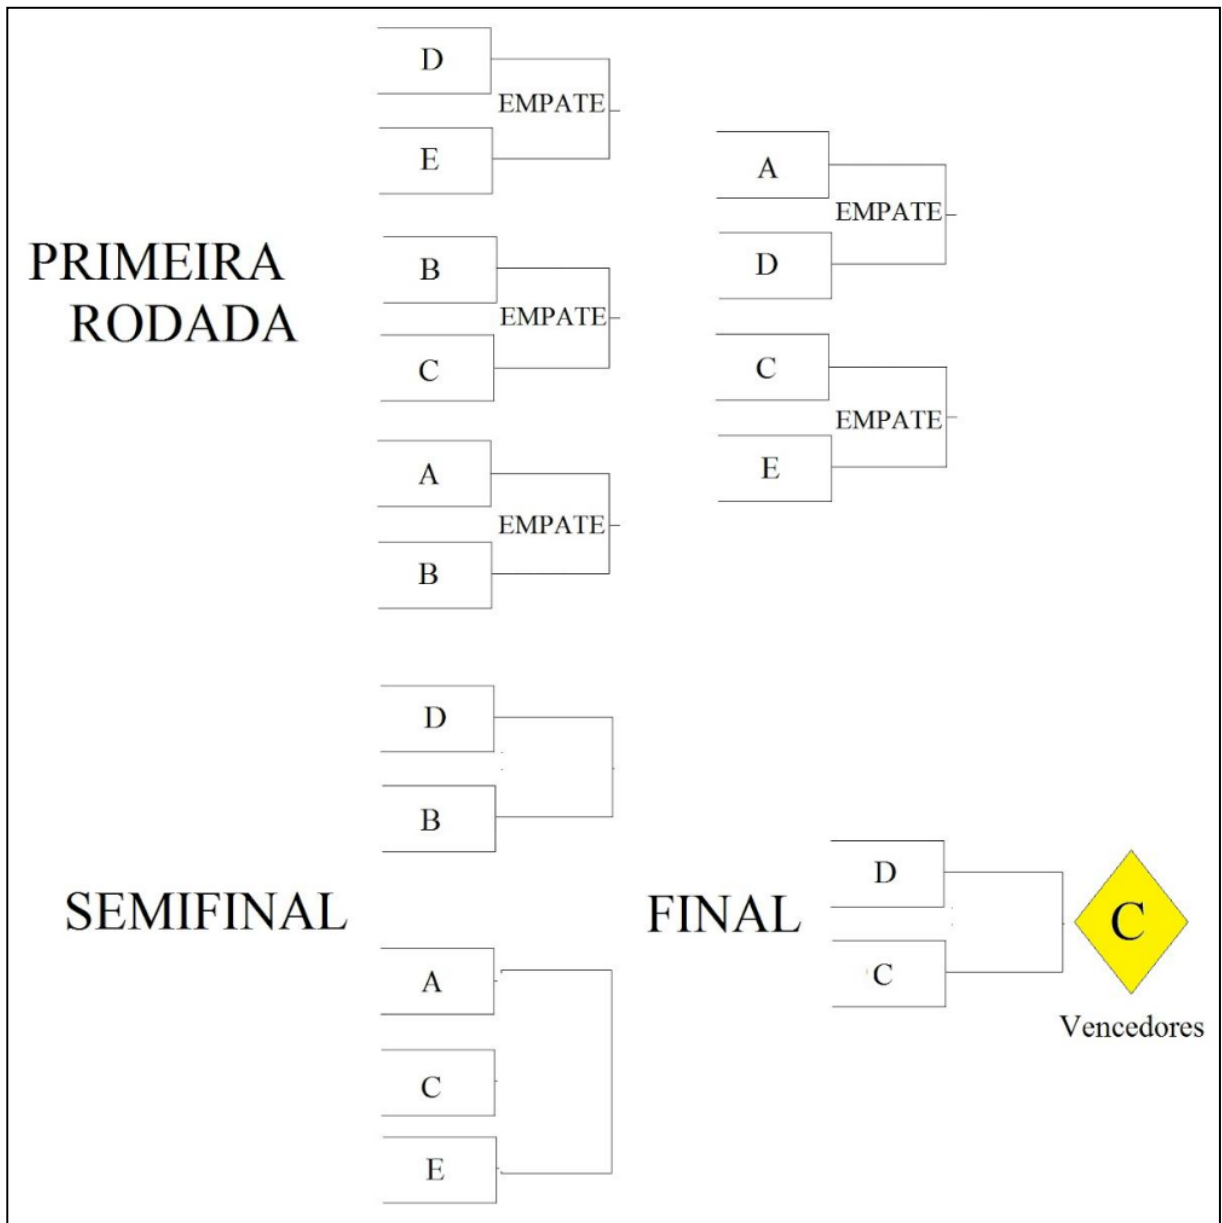 PRIMEIRA
RODADA
D
EMPATE
E
B
EMPATE
C
A
EMPATE
B
A
EMPATE
D
C
EMPATE
E
SEMIFINAL
D
B
A
C
E
FINAL
D
C
C
Vencedores